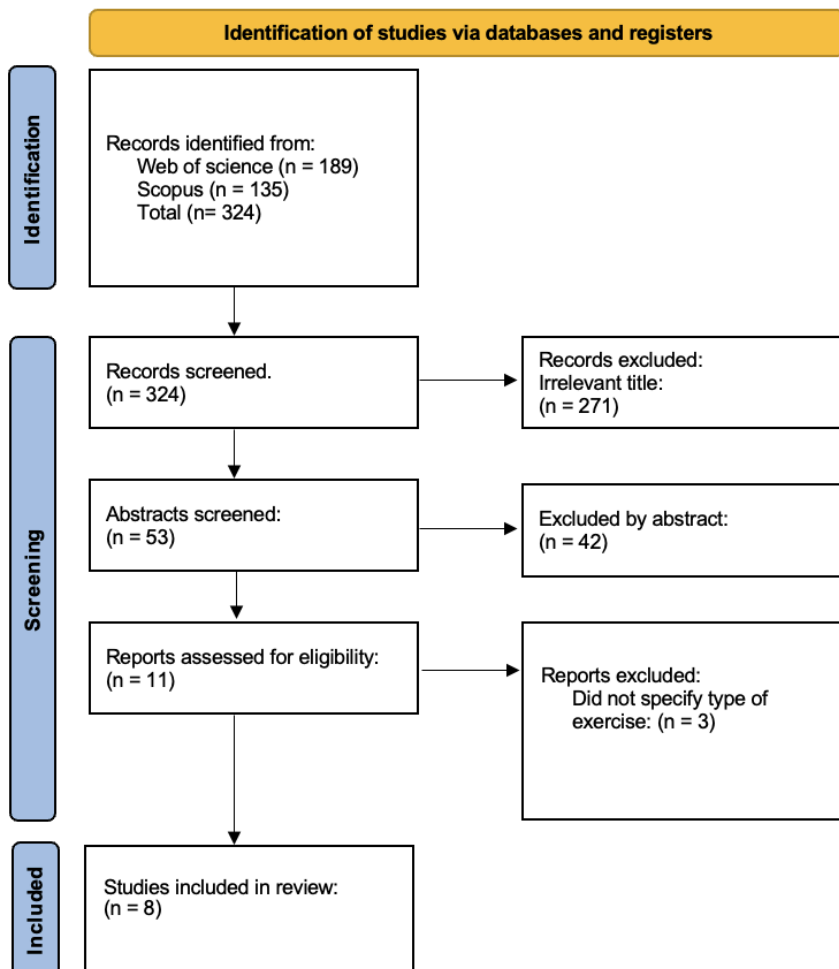 Identification of studies via databases and registers
Identification
Records identified from:
Web of science (n = 189)
Scopus (n = 135)
Total (n= 324)
Screening
Records screened.
(n = 324)
Records excluded:
Irrelevant title:
(n = 271)
Abstracts screened:
(n = 53)
Excluded by abstract:
(n = 42)
Reports assessed for eligibility:
(n = 11)
Reports excluded:
Did not specify type of
exercise: (n = 3)
Included
Studies included in review:
(n = 8)